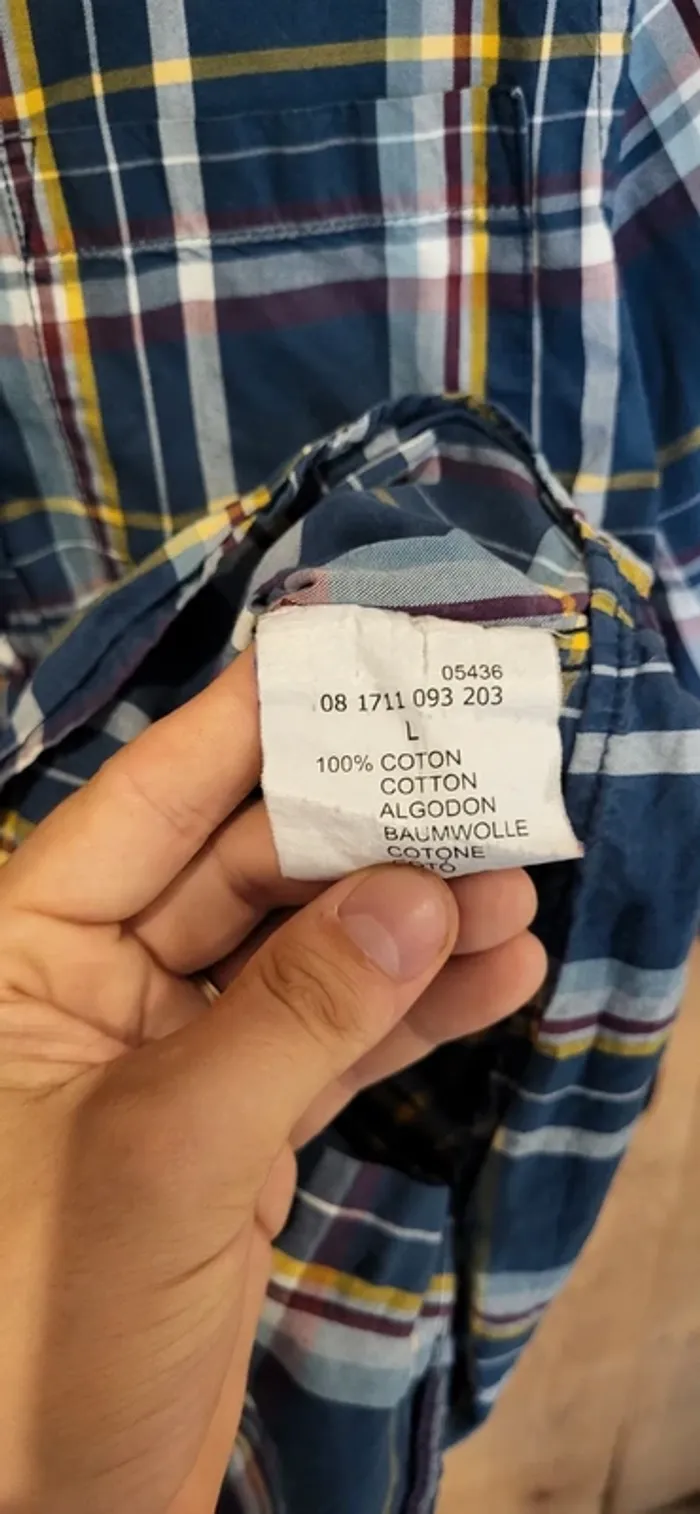 05436
08 1711 093 203
L
100% COTON
COTTON
ALGODON
BAUMWOLLE
COTONE